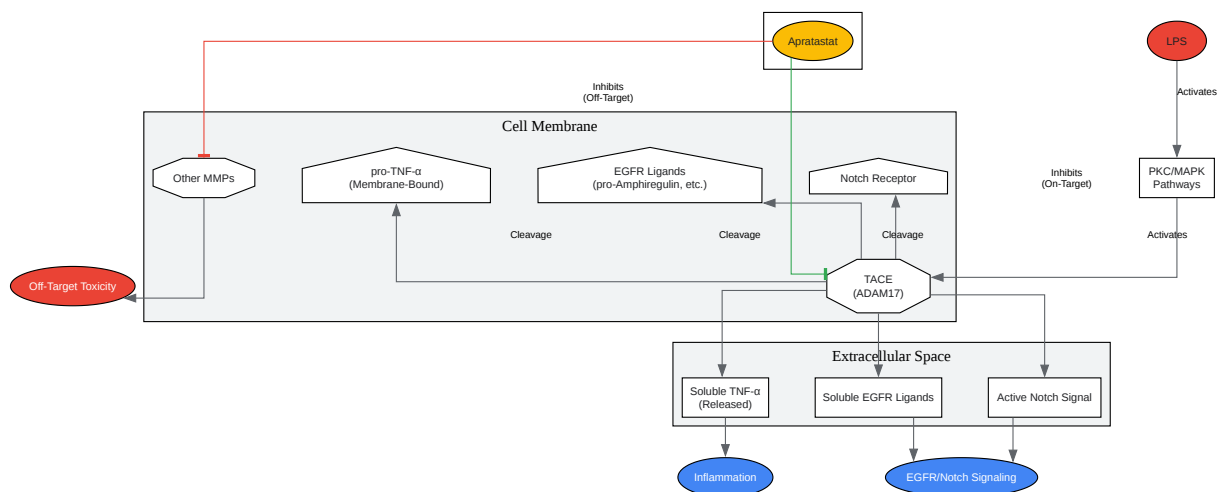 Apratastat
LPS
Inhibits
(Off-Target)
Activates
Cell Membrane
Other MMPs
pro-TNF-α
(Membrane-Bound)
EGFR Ligands
(pro-Amphiregulin, etc.)
Notch Receptor
Inhibits
(On-Target)
PKC/MAPK
Pathways
Cleavage
Cleavage
Cleavage
Activates
Off-Target Toxicity
TACE
(ADAM17)
Extracellular Space
Soluble TNF-α
(Released)
Soluble EGFR Ligands
Active Notch Signal
Inflammation
EGFR/Notch Signaling